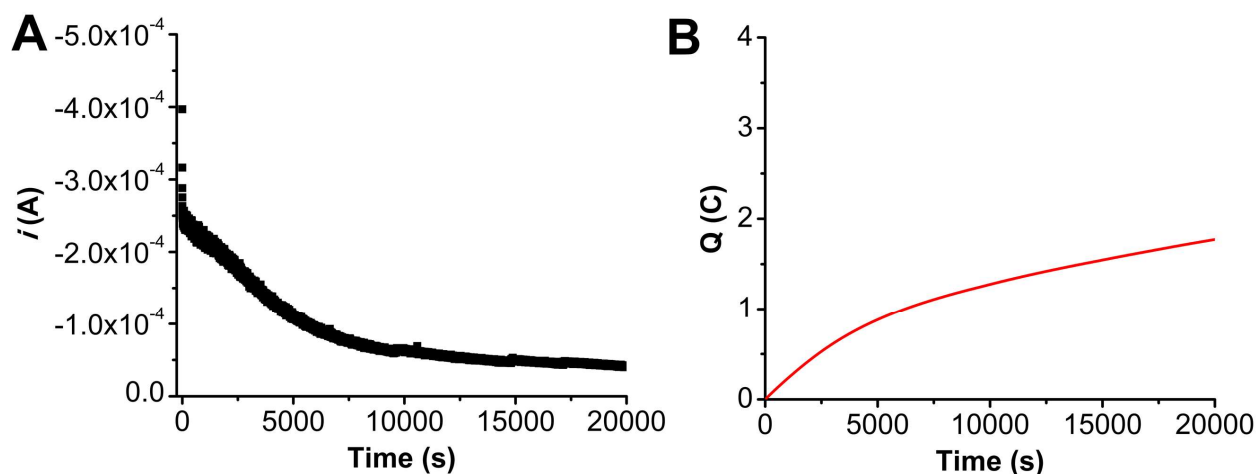 A
-5.0x10⁻⁴
-4.0x10⁻⁴
-3.0x10⁻⁴
-2.0x10⁻⁴
-1.0x10⁻⁴
0.0
i (A)
0 5000 10000 15000 20000
Time (s)
B
4
3
2
1
0
Q (C)
0 5000 10000 15000 20000
Time (s)